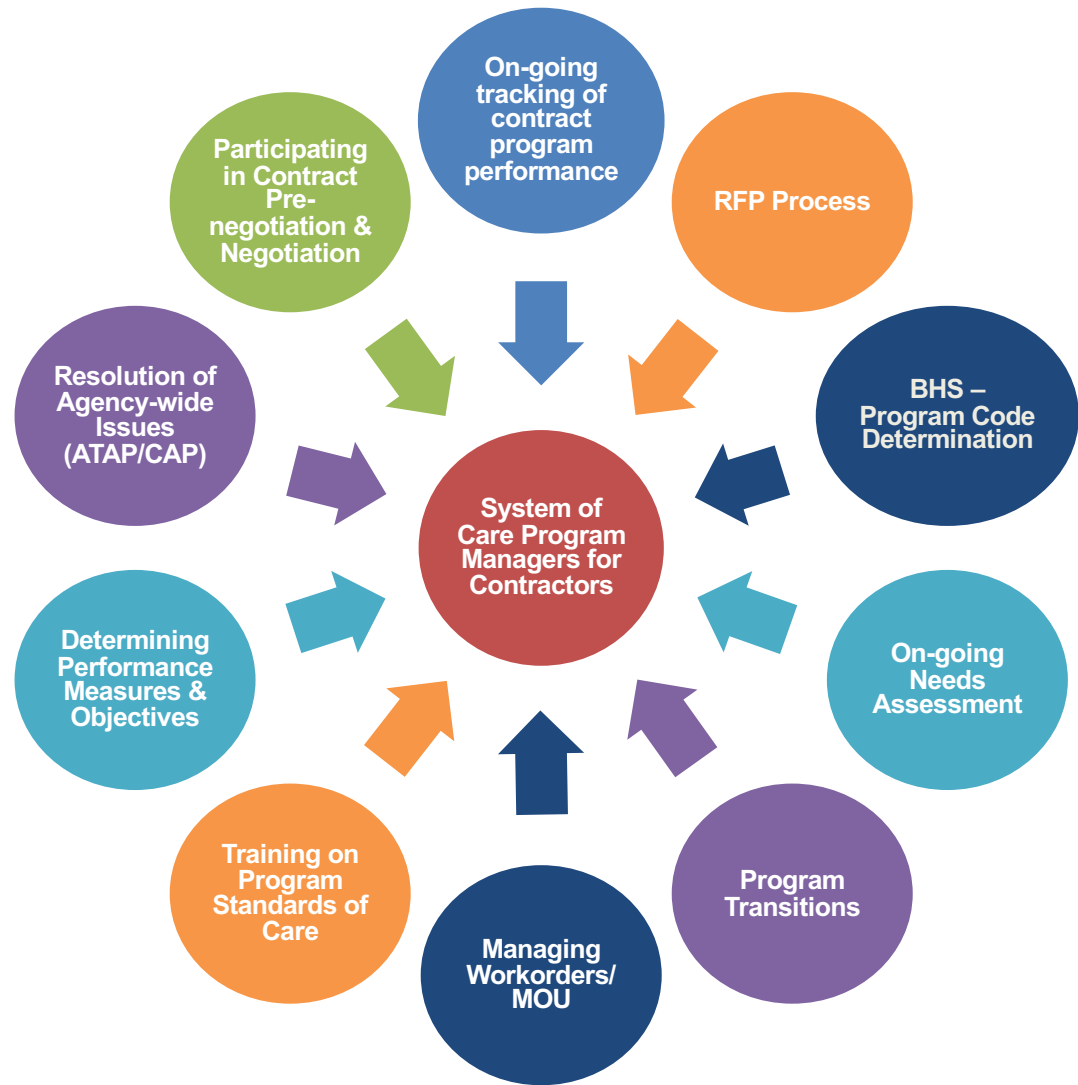 On-going
tracking of
contract
program
performance
RFP Process
BHS –
Program Code
Determination
On-going
Needs
Assessment
Program
Transitions
Managing
Workorders/
MOU
Training on
Program
Standards of
Care
Determining
Performance
Measures &
Objectives
Resolution of
Agency-wide
Issues
(ATAP/CAP)
Participating
in Contract
Pre-
negotiation &
Negotiation
System of
Care Program
Managers for
Contractors